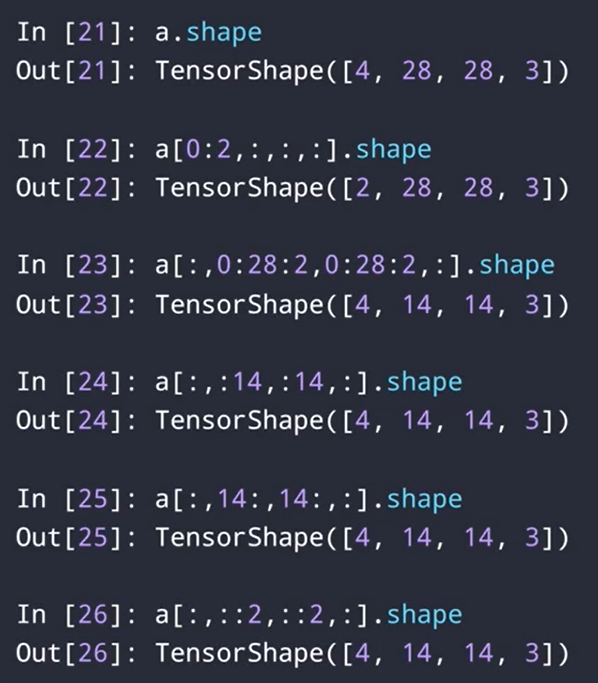 In [21]: a.shape
Out[21]: TensorShape([4, 28, 28, 3])
In [22]: a[0:2,:,:,:].shape
Out[22]: TensorShape([2, 28, 28, 3])
In [23]: a[:,0:28:2,0:28:2,:].shape
Out[23]: TensorShape([4, 14, 14, 3])
In [24]: a[:,:14,:14,:].shape
Out[24]: TensorShape([4, 14, 14, 3])
In [25]: a[:,14:,14:,:].shape
Out[25]: TensorShape([4, 14, 14, 3])
In [26]: a[:,::2,::2,:].shape
Out[26]: TensorShape([4, 14, 14, 3])